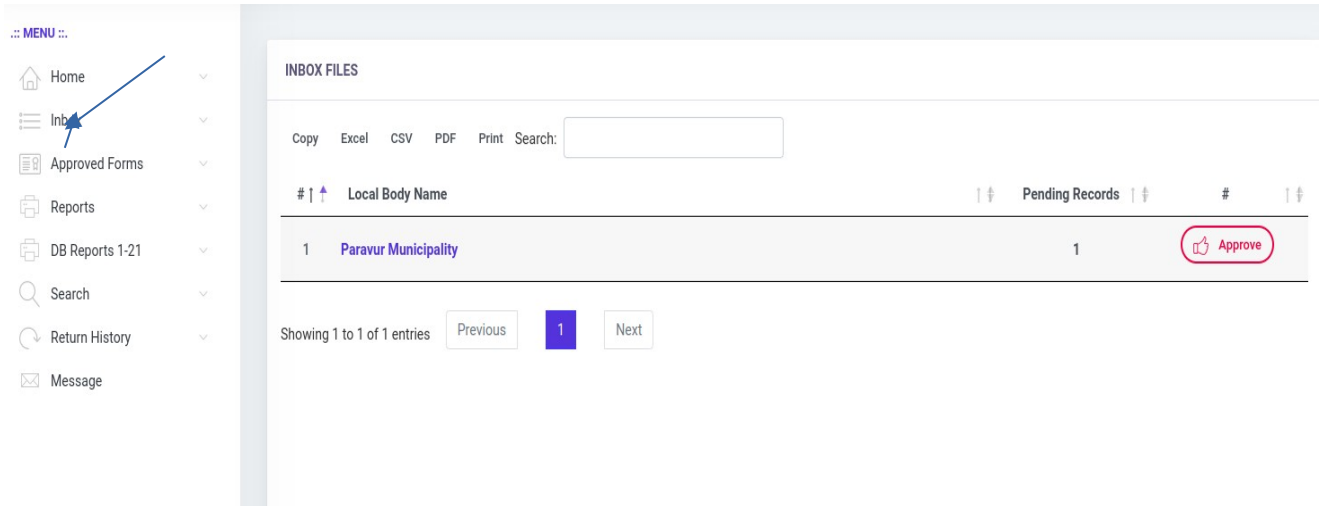 .:: MENU ::.
Home
Approved Forms
Reports
DB Reports 1-21
Search
Return History
Message
INBOX FILES
Copy Excel CSV PDF Print Search:
# Local Body Name Pending Records #
1 Paravur Municipality 1 Approve
Showing 1 to 1 of 1 entries Previous 1 Next